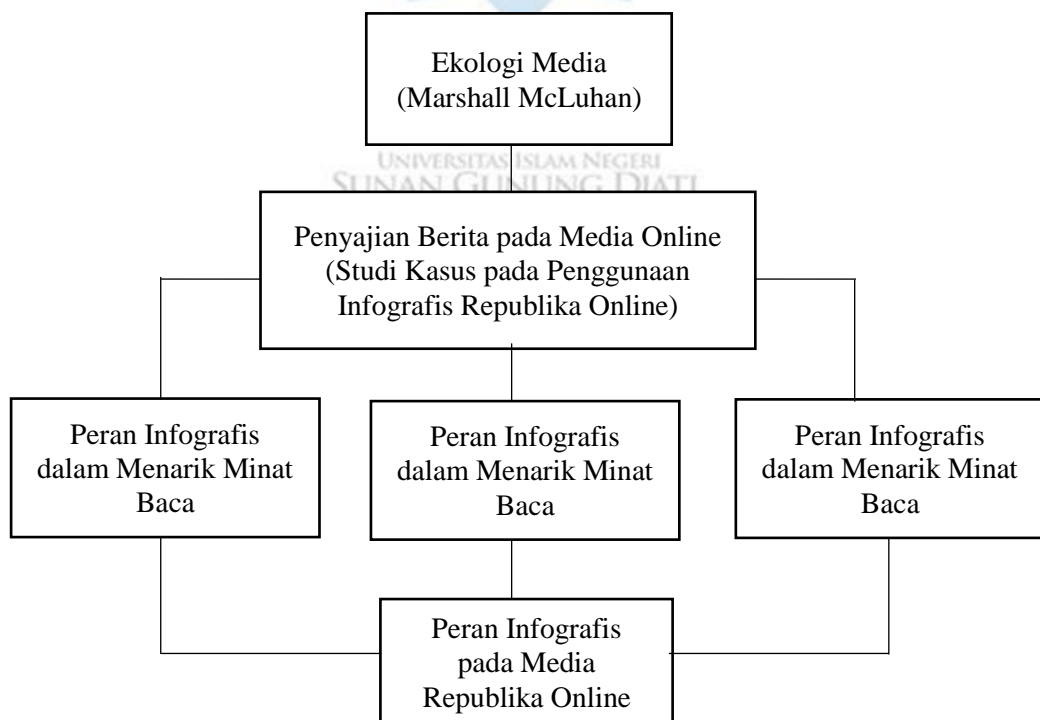 Ekologi Media
(Marshall McLuhan)
UNIVERSITAS ISLAM NEGERI
SUNAN GUNUNG DJATI
Penyajian Berita pada Media Online
(Studi Kasus pada Penggunaan
Infografis Republika Online)
Peran Infografis
dalam Menarik Minat
Baca
Peran Infografis
dalam Menarik Minat
Baca
Peran Infografis
dalam Menarik Minat
Baca
Peran Infografis
pada Media
Republika Online